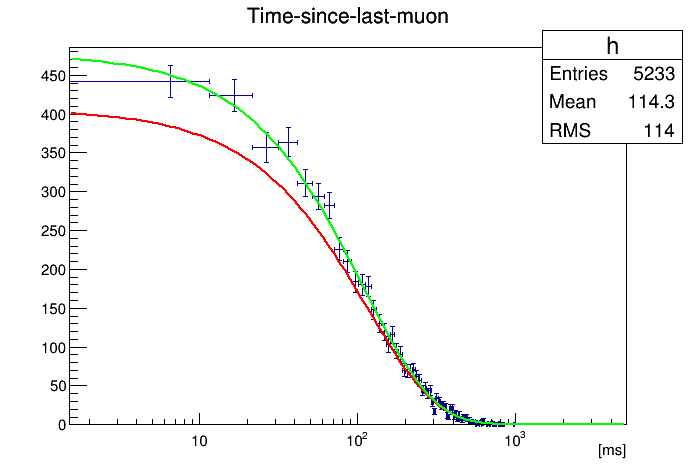 Time-since-last-muon
h
Entries 5233
Mean 114.3
RMS 114
450
400
350
300
250
200
150
100
50
0
10 10² 10³
[ms]